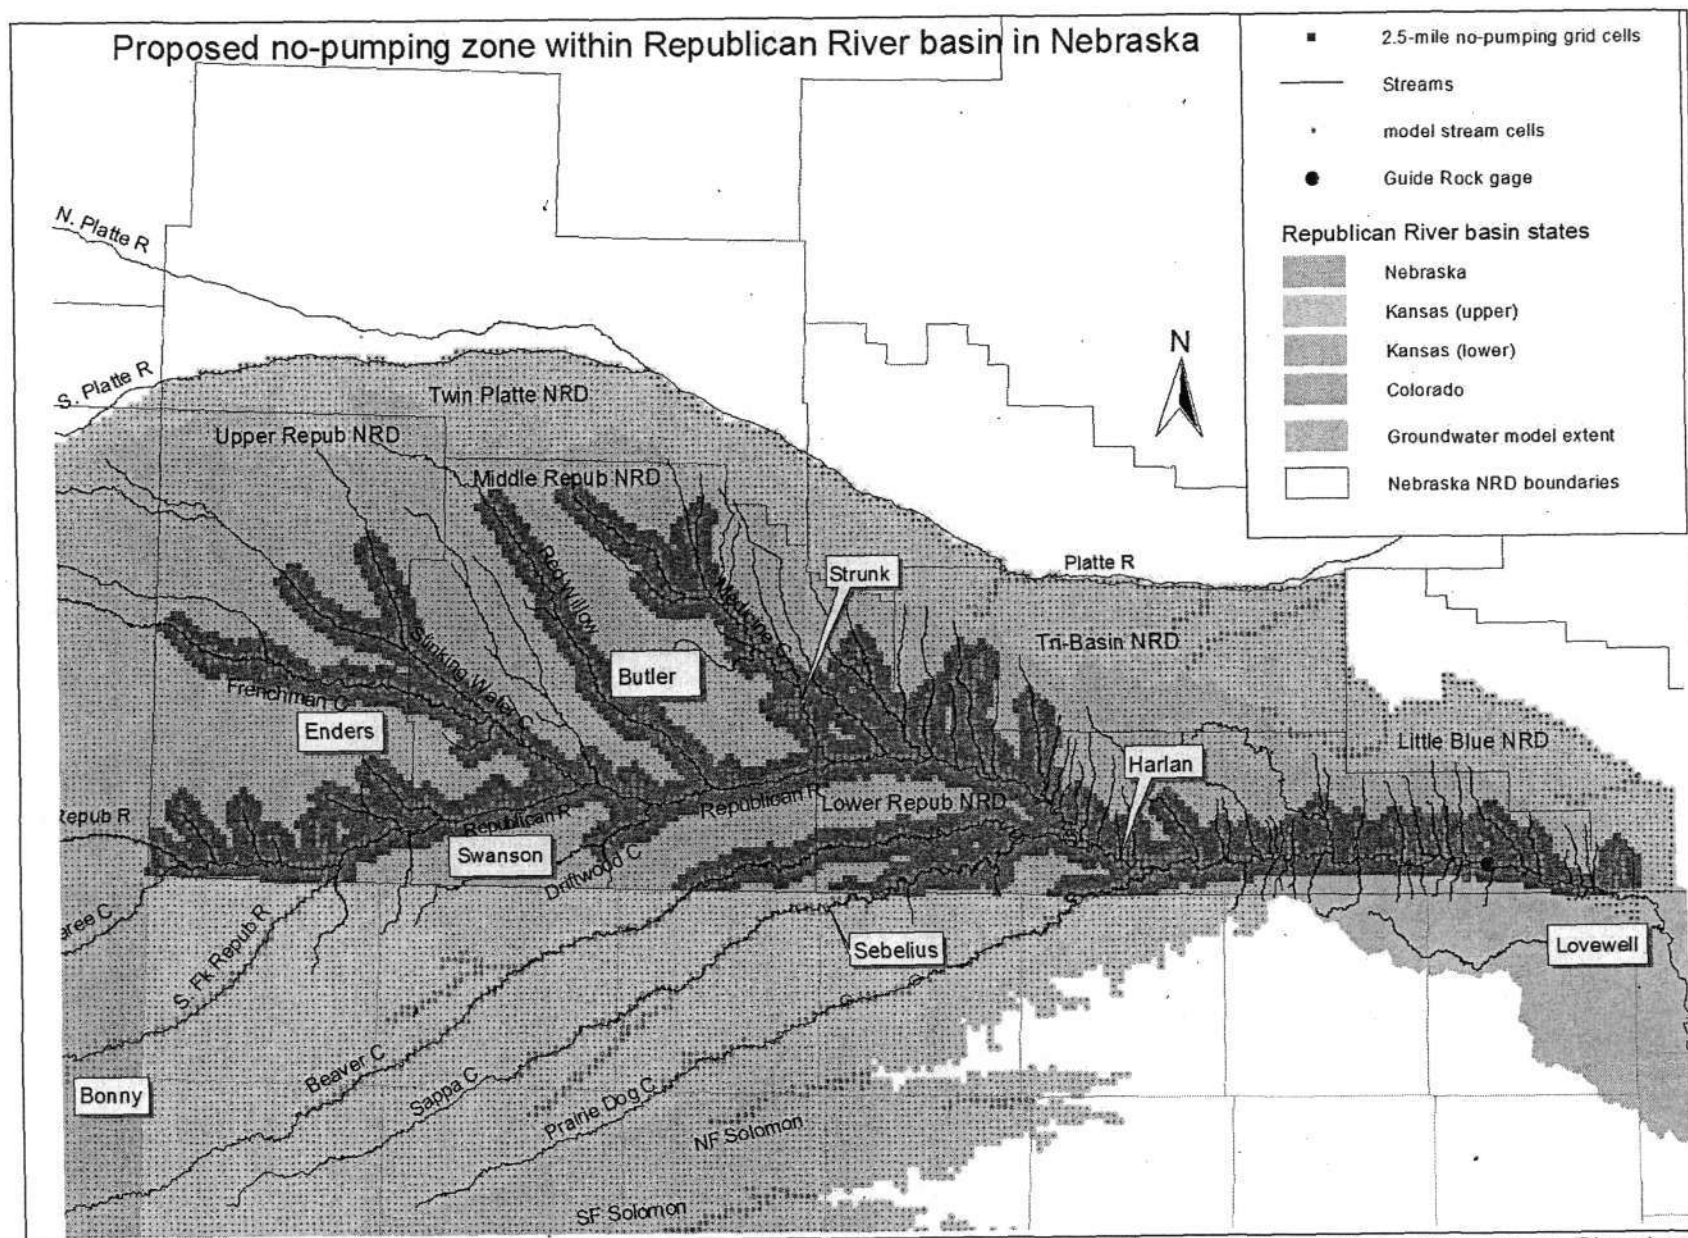 Proposed no-pumping zone within Republican River basin in Nebraska
2.5-mile no-pumping grid cells
Streams
model stream cells
Guide Rock gage
Republican River basin states
Nebraska
Kansas (upper)
Kansas (lower)
Colorado
Groundwater model extent
Nebraska NRD boundaries
N
N. Platte R
S. Platte R
Twin Platte NRD
Upper Repub NRD
Middle Repub NRD
Platte R
Strunk
Red Willow
Medicine C
Tri-Basin NRD
Stinking Water C
Butler
Frenchman C
Enders
Little Blue NRD
Harlan
Republican R
Lower Repub NRD
Repub R
Republican R
Swanson
Driftwood C
S. Fk Repub R
Sebelius
Lovewell
Beaver C
Bonny
Sappa C
Prairie Dog C
NF Solomon
SF Solomon